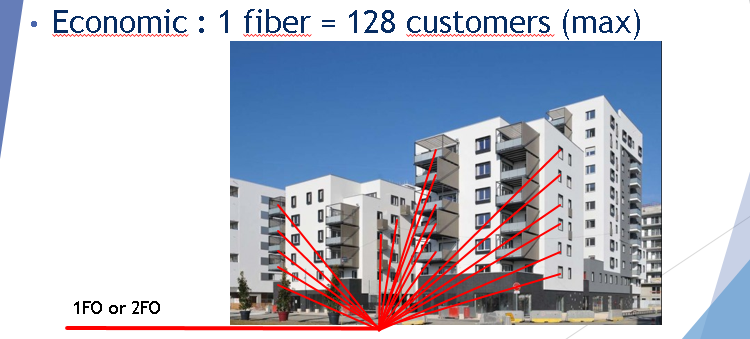 Economic : 1 fiber = 128 customers (max)
1FO or 2FO